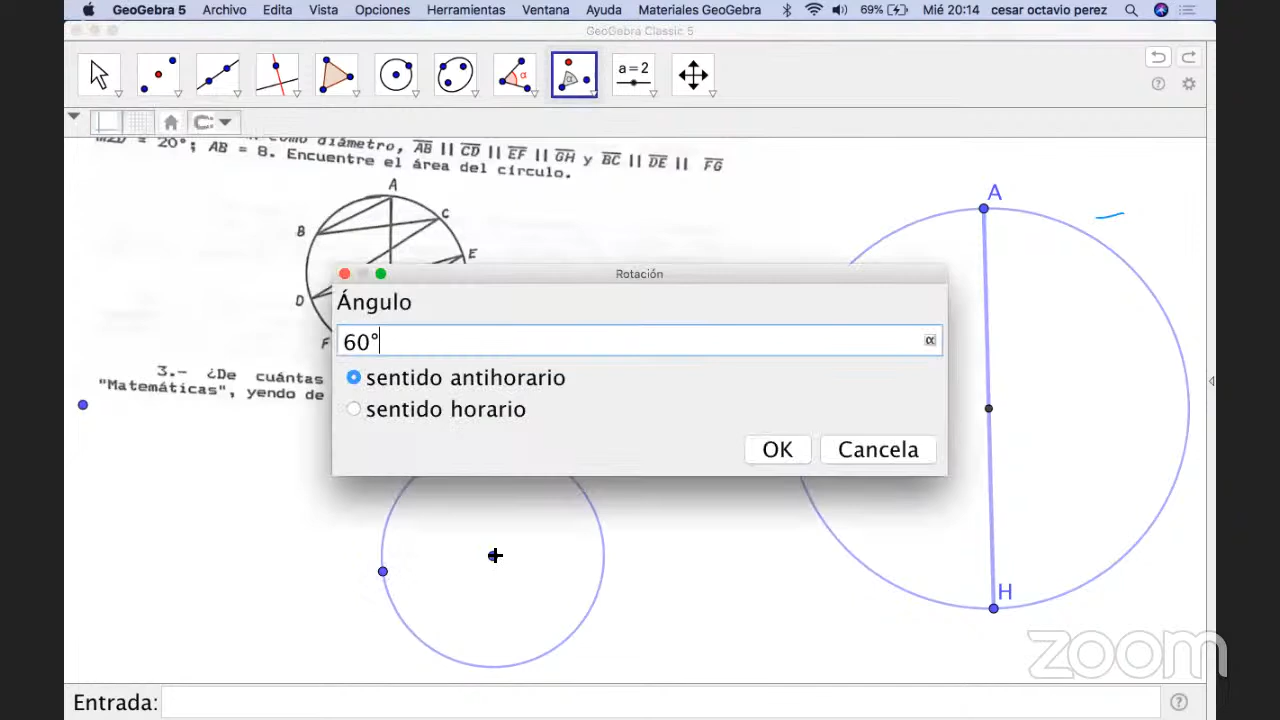 GeoGebra 5 Archivo Edita Vista Opciones Herramientas Ventana Ayuda Materiales GeoGebra 69% Mié 20:14 cesar octavio perez
GeoGebra Classic 5
a=2
como diámetro, AB || CD || EF || GH y BC || DE || FG
= 20°; AB = 8. Encuentre el área del círculo.
A
B
C
E
D
F
A
H
Rotación
Ángulo
60°
α
sentido antihorario
sentido horario
OK Cancela
3.- ¿De cuántas
"Matemáticas", yendo de
zoom
Entrada: